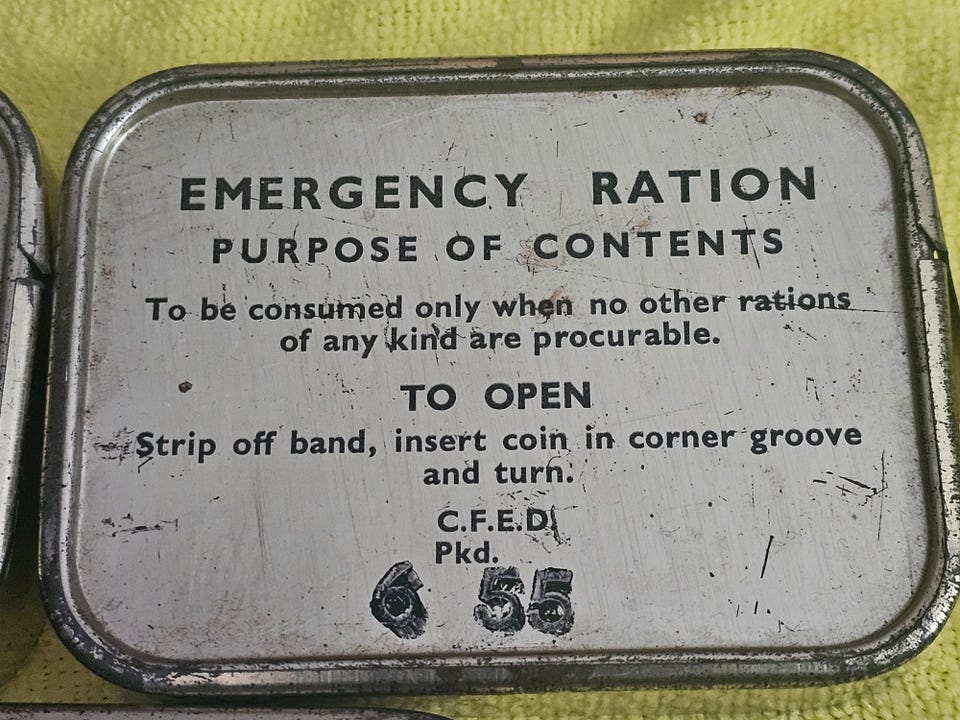 EMERGENCY RATION
PURPOSE OF CONTENTS
To be consumed only when no other rations
of any kind are procurable.
TO OPEN
Strip off band, insert coin in corner groove
and turn.
C.F.E.D.
Pkd.
6 55